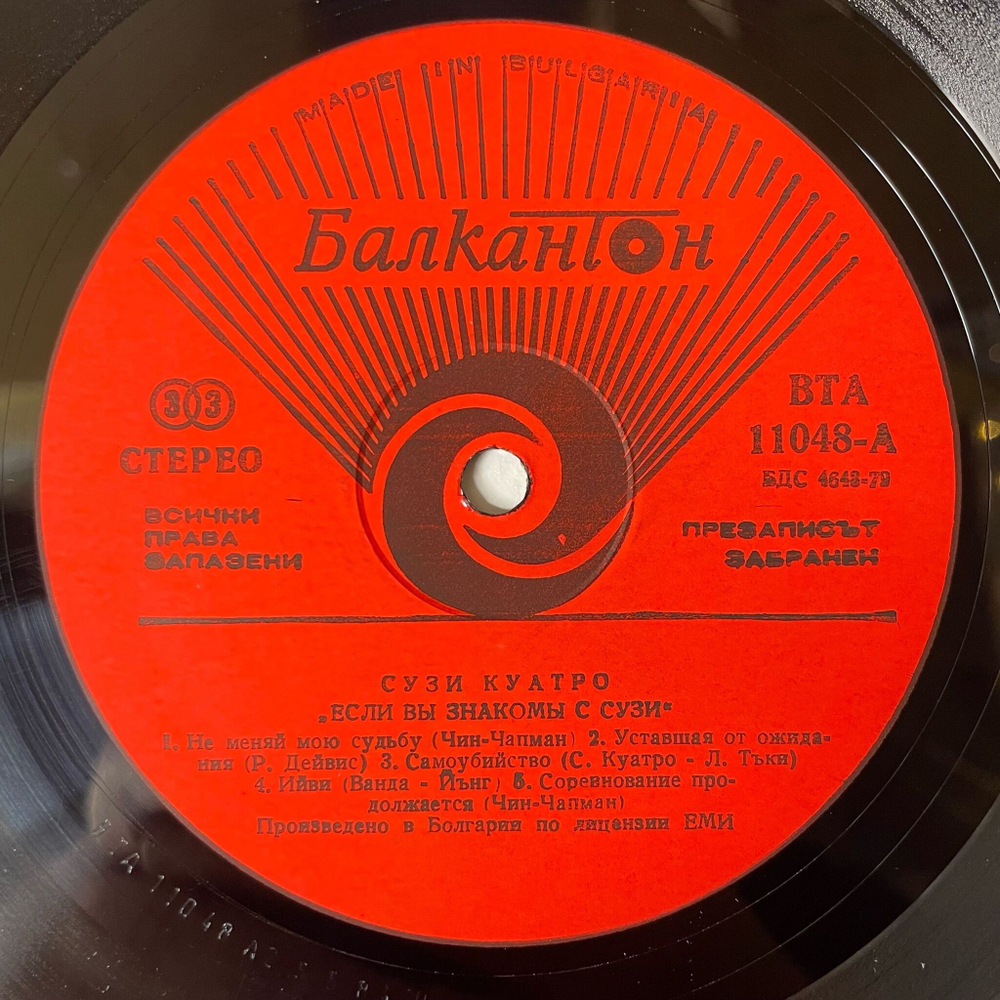 MADE IN BULGARIA
Балкантон
33
СТЕРЕО
ВСИЧКИ
ПРАВА
ЗАПАЗЕНИ
ВТА
11048-А
БДС 4648-79
ПРЕЗАПИСЪТ
ЗАБРАНЕН
СУЗИ КУАТРО
„ЕСЛИ ВЫ ЗНАКОМЫ С СУЗИ“
1. Не меняй мою судьбу (Чин-Чапман) 2. Уставшая от ожида-
ния (Р. Дейвис) 3. Самоубийство (С. Куатро - Л. Тъки)
4. Ийви (Ванда - Йънг) 5. Соревнование про-
должается (Чин-Чапман)
Произведено в Болгарии по лицензии ЕМИ
А 11048 А